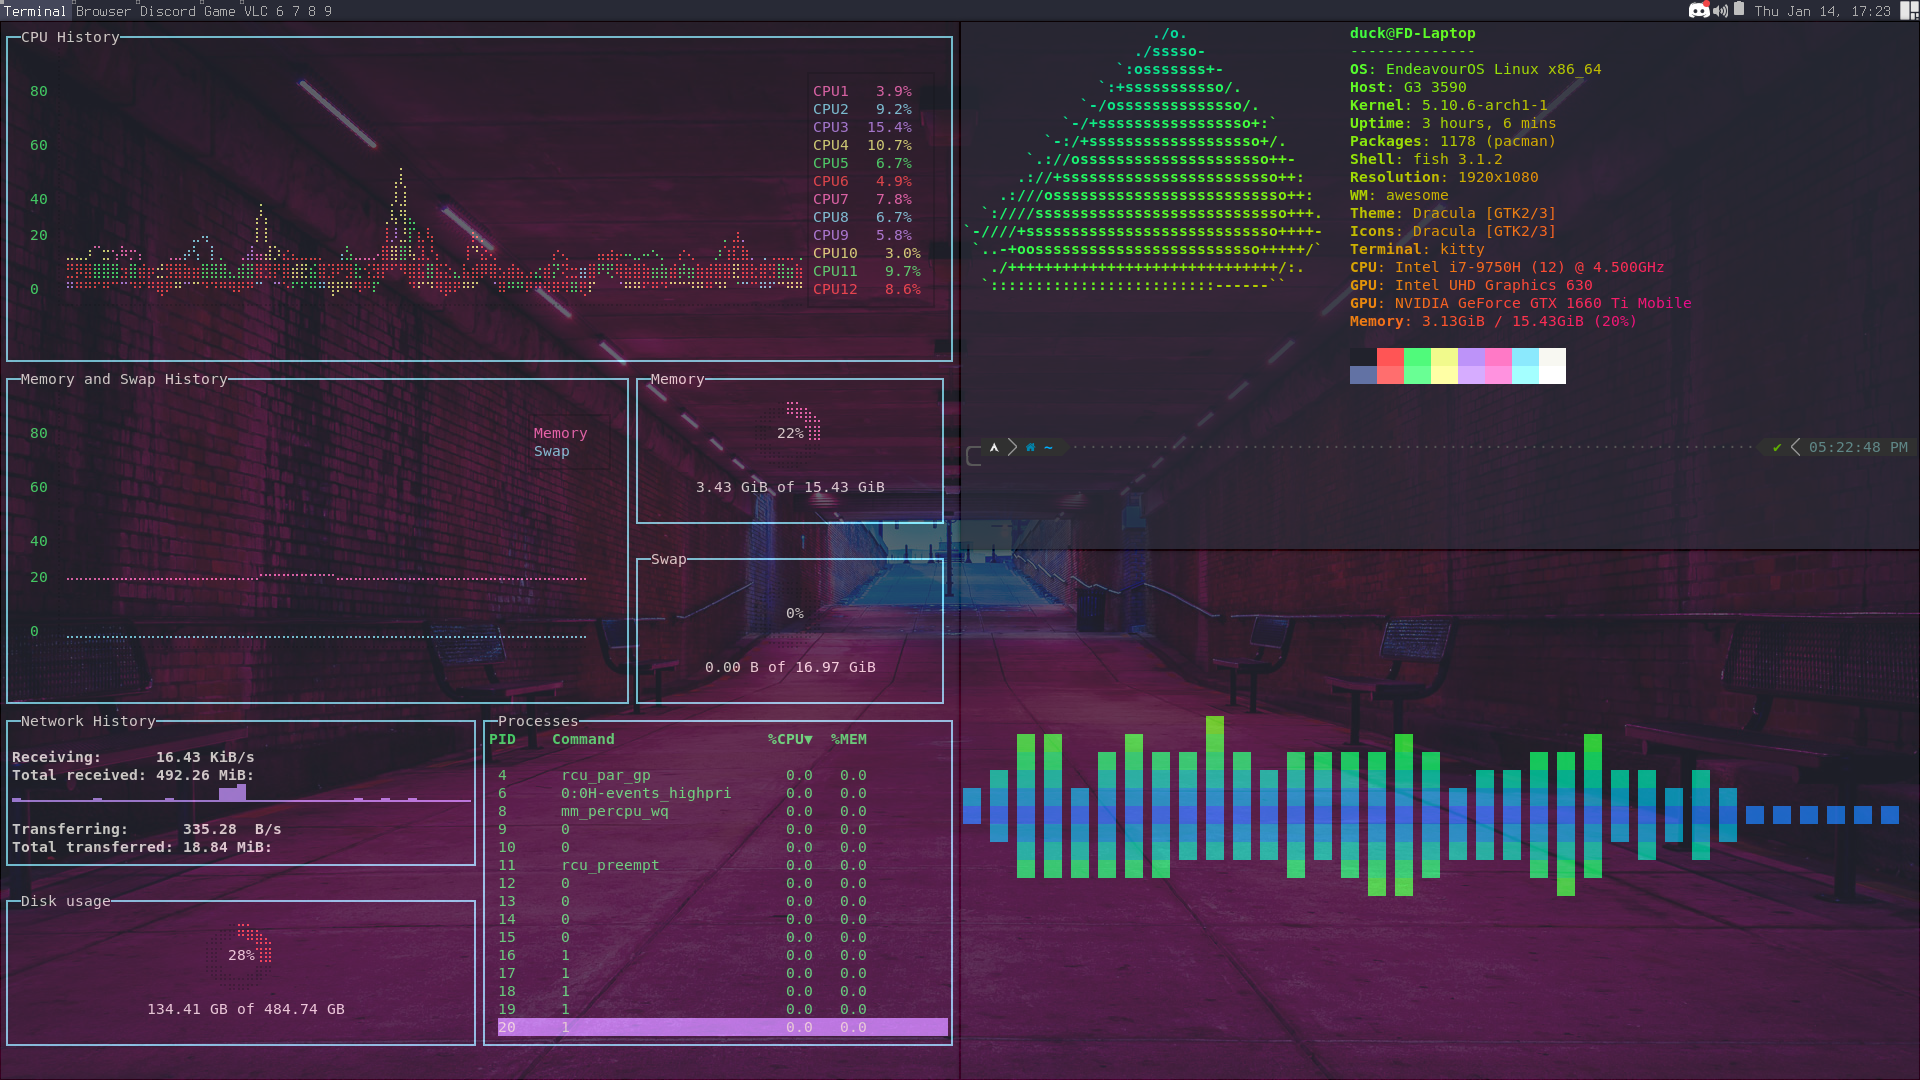 Terminal Browser Discord Game VLC 6 7 8 9
Thu Jan 14, 17:23
CPU History
80
60
40
20
0
CPU1 3.9%
CPU2 9.2%
CPU3 15.4%
CPU4 10.7%
CPU5 6.7%
CPU6 4.9%
CPU7 7.8%
CPU8 6.7%
CPU9 5.8%
CPU10 3.0%
CPU11 9.7%
CPU12 8.6%
Memory and Swap History
80
60
40
20
0
Memory
Swap
Memory
22%
3.43 GiB of 15.43 GiB
Swap
0%
0.00 B of 16.97 GiB
Network History
Receiving: 16.43 KiB/s
Total received: 492.26 MiB:
Transferring: 335.28 B/s
Total transferred: 18.84 MiB:
Disk usage
28%
134.41 GB of 484.74 GB
Processes
PID Command %CPU▼ %MEM
4 rcu_par_gp 0.0 0.0
6 0:0H-events_highpri 0.0 0.0
8 mm_percpu_wq 0.0 0.0
9 0 0.0 0.0
10 0 0.0 0.0
11 rcu_preempt 0.0 0.0
12 0 0.0 0.0
13 0 0.0 0.0
14 0 0.0 0.0
15 0 0.0 0.0
16 1 0.0 0.0
17 1 0.0 0.0
18 1 0.0 0.0
19 1 0.0 0.0
20 1 0.0 0.0
./o.
./sssso-
`:osssssss+-
`:+sssssssssso/.
`-/ossssssssssssso/.
`-/+sssssssssssssssso+:`
`-:/+sssssssssssssssssso+/.
`.://osssssssssssssssssssso++-
.://+ssssssssssssssssssssssso++:
.:///ossssssssssssssssssssssssso++:
`:////ssssssssssssssssssssssssssso+++.
`-////+ssssssssssssssssssssssssssso++++-
`..-+oosssssssssssssssssssssssso+++++/`
./++++++++++++++++++++++++++++++/:.
`:::::::::::::::::::::::::------``
duck@FD-Laptop
--------------
OS: EndeavourOS Linux x86_64
Host: G3 3590
Kernel: 5.10.6-arch1-1
Uptime: 3 hours, 6 mins
Packages: 1178 (pacman)
Shell: fish 3.1.2
Resolution: 1920x1080
WM: awesome
Theme: Dracula [GTK2/3]
Icons: Dracula [GTK2/3]
Terminal: kitty
CPU: Intel i7-9750H (12) @ 4.500GHz
GPU: Intel UHD Graphics 630
GPU: NVIDIA GeForce GTX 1660 Ti Mobile
Memory: 3.13GiB / 15.43GiB (20%)
~ ✔ 05:22:48 PM